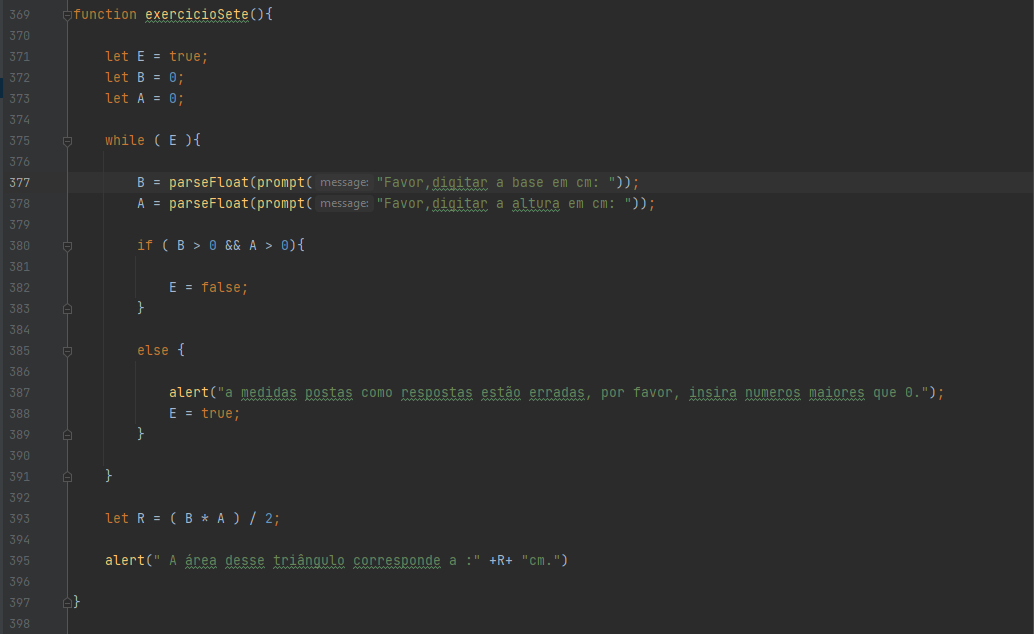 369 function exercicioSete(){
370
371 let E = true;
372 let B = 0;
373 let A = 0;
374
375 while ( E ){
376
377 B = parseFloat(prompt( message: "Favor,digitar a base em cm: "));
378 A = parseFloat(prompt( message: "Favor,digitar a altura em cm: "));
379
380 if ( B > 0 && A > 0){
381
382 E = false;
383 }
384
385 else {
386
387 alert("a medidas postas como respostas estão erradas, por favor, insira numeros maiores que 0.");
388 E = true;
389 }
390
391 }
392
393 let R = ( B * A ) / 2;
394
395 alert(" A área desse triângulo corresponde a :" +R+ "cm.")
396
397 }
398